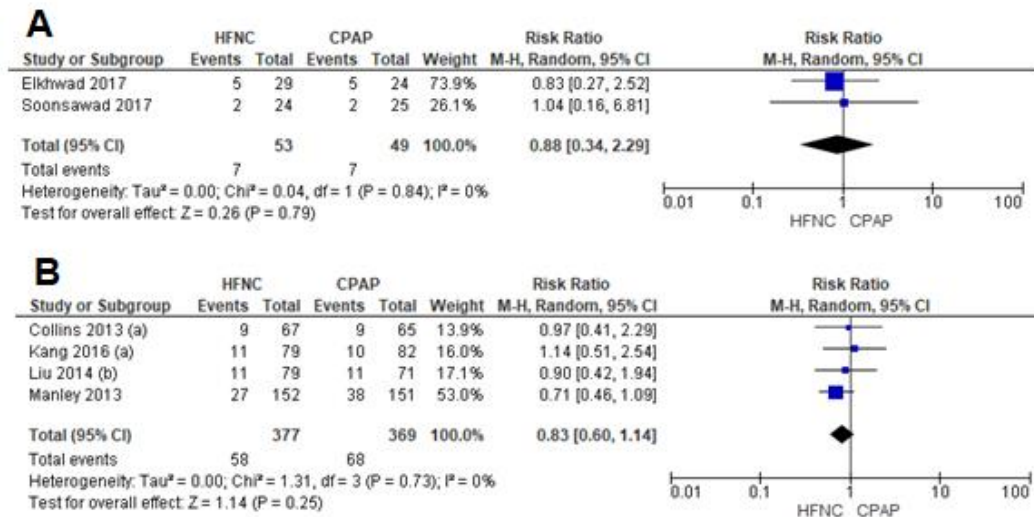 A
HFNC CPAP Risk Ratio Risk Ratio
Study or Subgroup Events Total Events Total Weight M-H, Random, 95% CI M-H, Random, 95% CI
Elkhwad 2017 5 29 5 24 73.9% 0.83 [0.27, 2.52]
Soonsawad 2017 2 24 2 25 26.1% 1.04 [0.16, 6.81]
Total (95% CI) 53 49 100.0% 0.88 [0.34, 2.29]
Total events 7 7
Heterogeneity: Tau² = 0.00; Chi² = 0.04, df = 1 (P = 0.84); I² = 0%
Test for overall effect: Z = 0.26 (P = 0.79)
0.01 0.1 1 10 100
HFNC CPAP
B
HFNC CPAP Risk Ratio Risk Ratio
Study or Subgroup Events Total Events Total Weight M-H, Random, 95% CI M-H, Random, 95% CI
Collins 2013 (a) 9 67 9 65 13.9% 0.97 [0.41, 2.29]
Kang 2016 (a) 11 79 10 82 16.0% 1.14 [0.51, 2.54]
Liu 2014 (b) 11 79 11 71 17.1% 0.90 [0.42, 1.94]
Manley 2013 27 152 38 151 53.0% 0.71 [0.46, 1.09]
Total (95% CI) 377 369 100.0% 0.83 [0.60, 1.14]
Total events 58 68
Heterogeneity: Tau² = 0.00; Chi² = 1.31, df = 3 (P = 0.73); I² = 0%
Test for overall effect: Z = 1.14 (P = 0.25)
0.01 0.1 1 10 100
HFNC CPAP